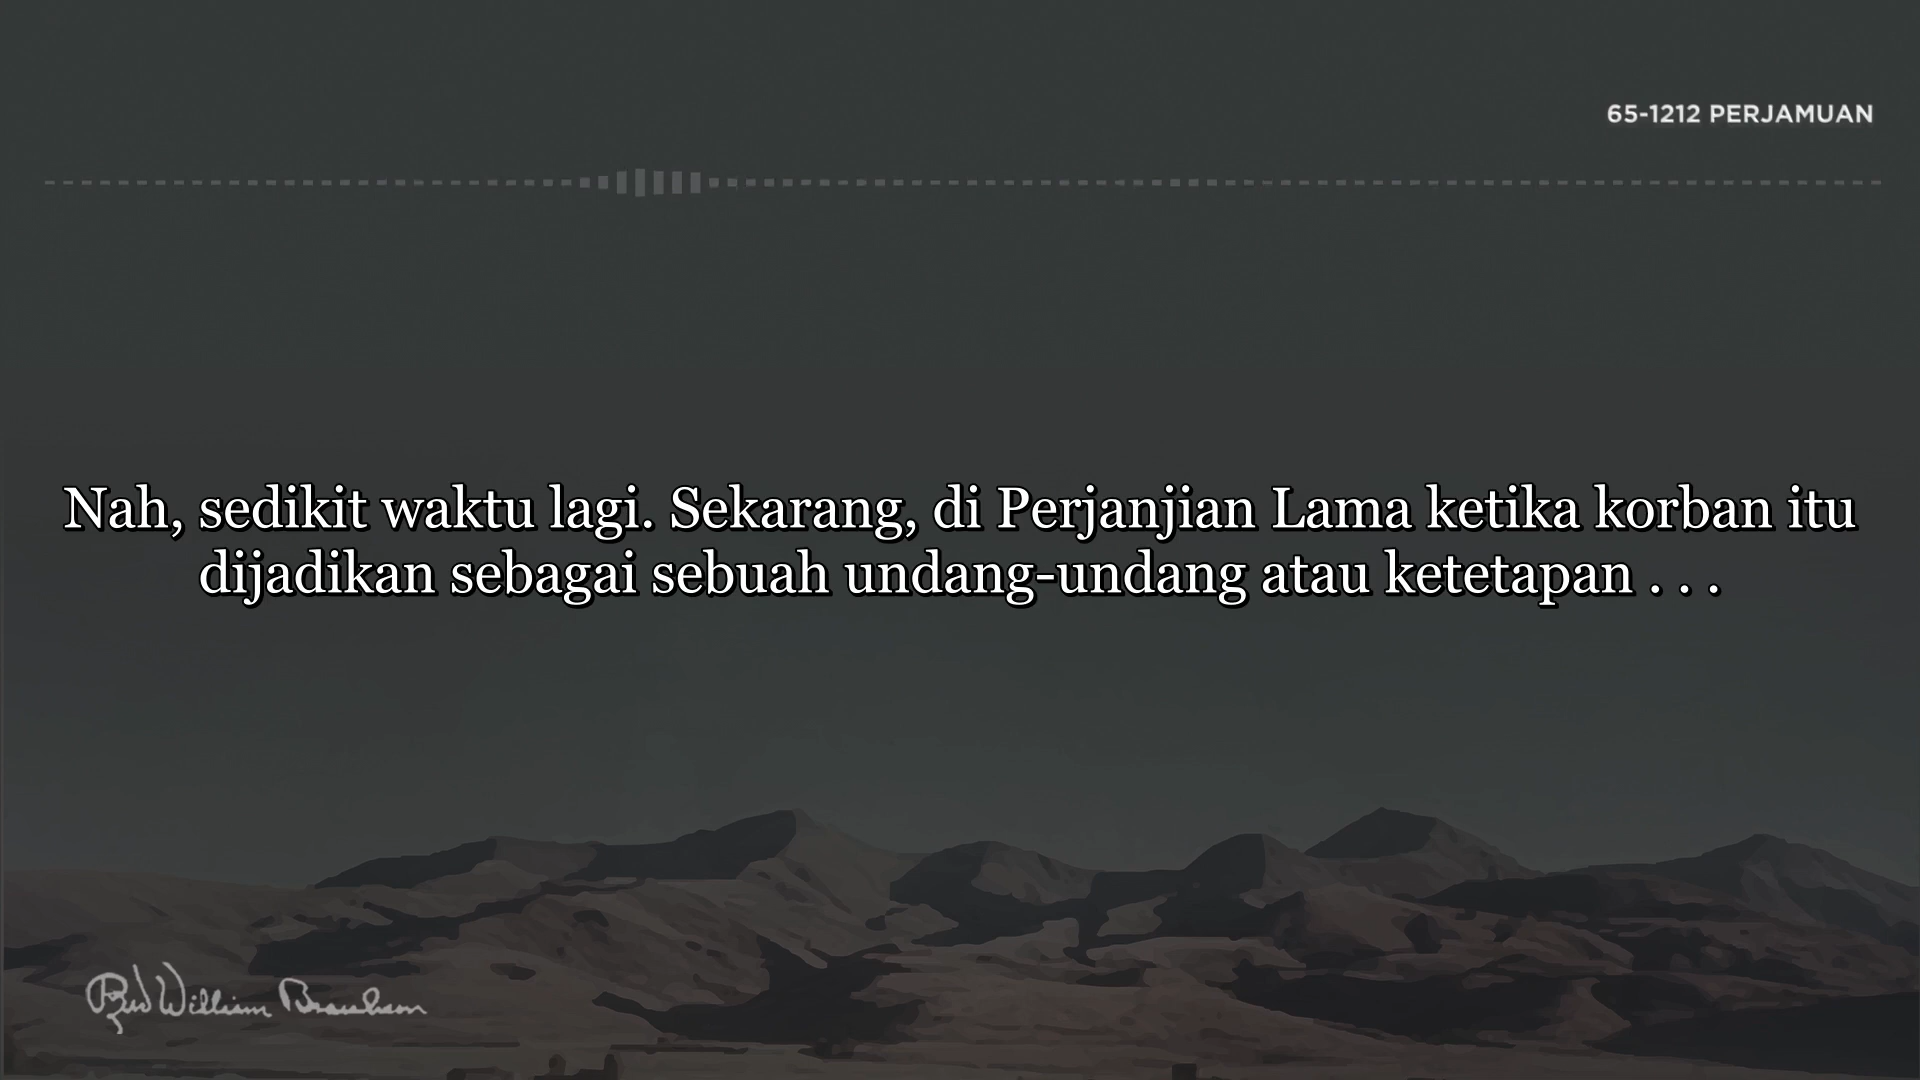 65-1212 PERJAMUAN
Nah, sedikit waktu lagi. Sekarang, di Perjanjian Lama ketika korban itu
dijadikan sebagai sebuah undang-undang atau ketetapan . . .
William Branham